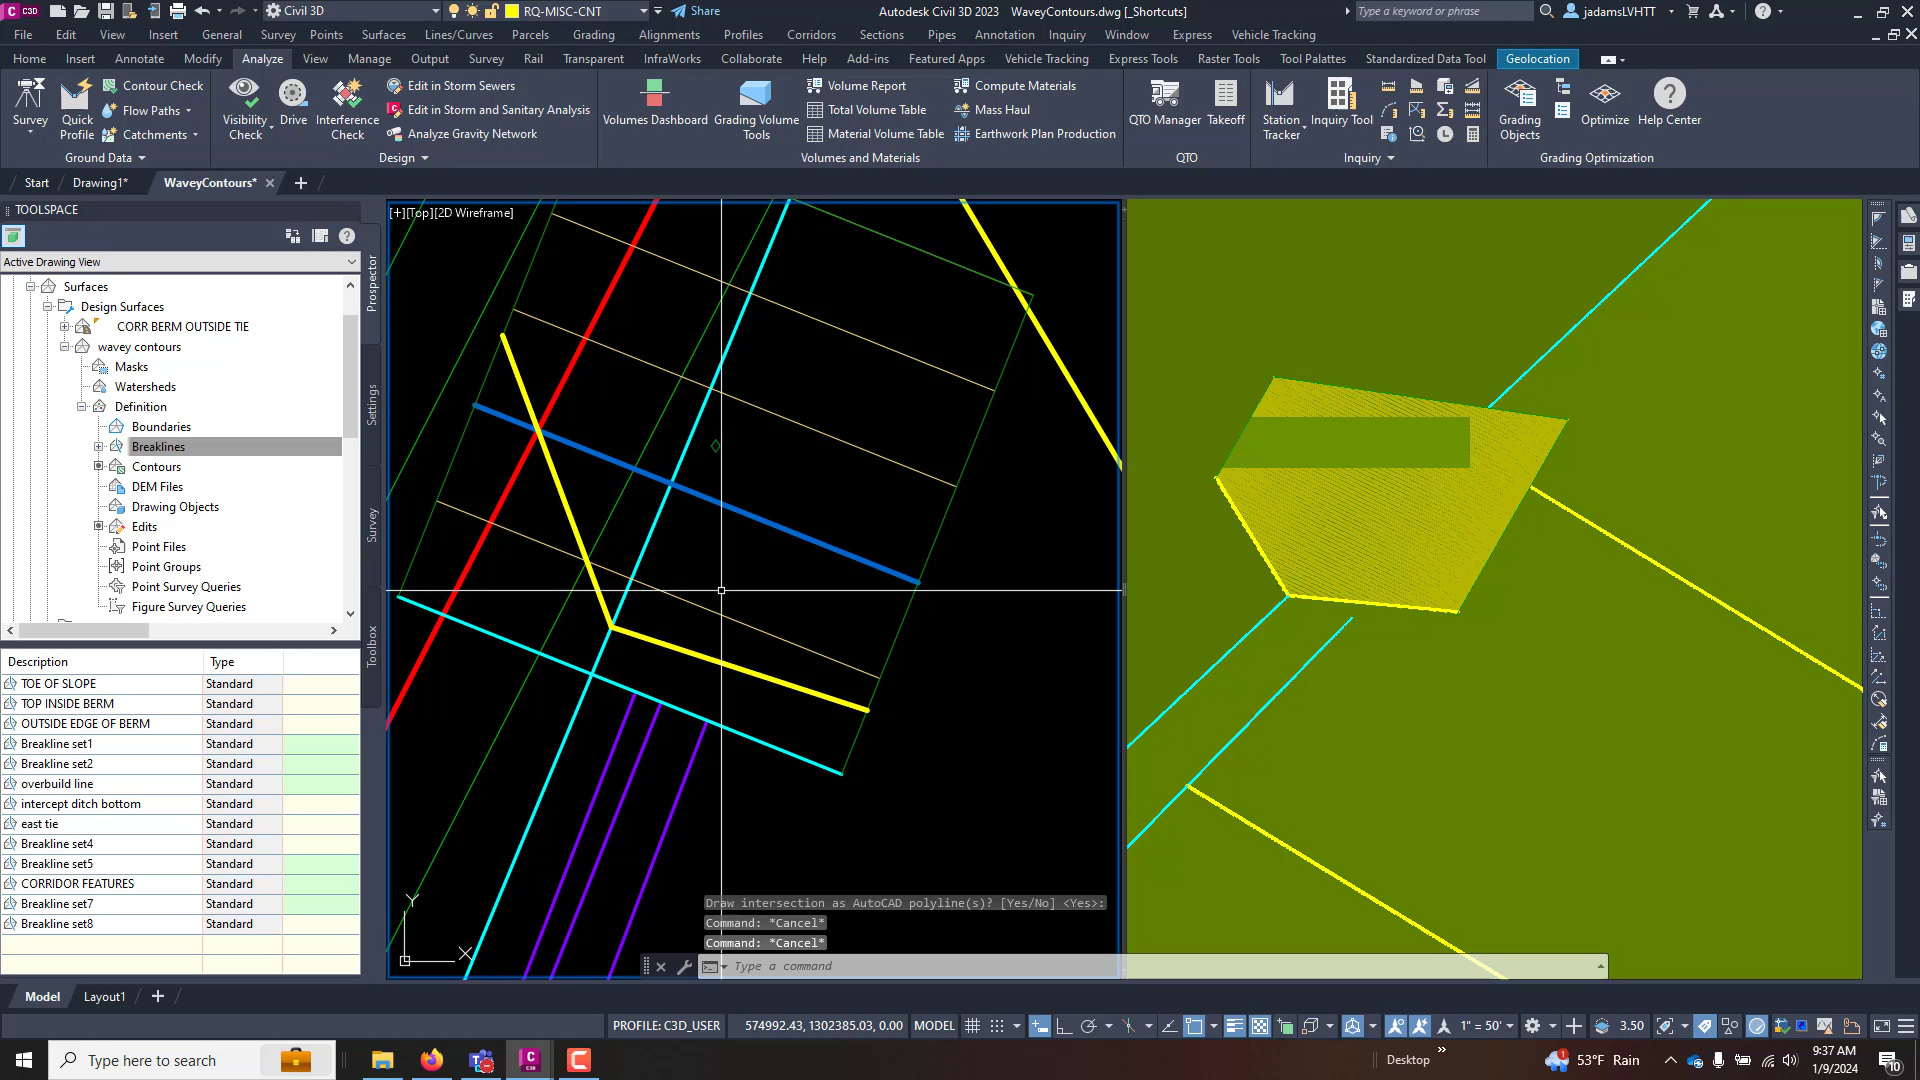 C3D Civil 3D RQ-MISC-CNT Share Autodesk Civil 3D 2023 WaveyContours.dwg [_Shortcuts] Type a keyword or phrase jadamsLVHTT
File Edit View Insert General Survey Points Surfaces Lines/Curves Parcels Grading Alignments Profiles Corridors Sections Pipes Annotation Inquiry Window Express Vehicle Tracking
Home Insert Annotate Modify Analyze View Manage Output Survey Rail Transparent InfraWorks Collaborate Help Add-ins Featured Apps Vehicle Tracking Express Tools Raster Tools Tool Palettes Standardized Data Tool Geolocation
Contour Check Edit in Storm Sewers Volume Report Compute Materials
Flow Paths Edit in Storm and Sanitary Analysis Total Volume Table Mass Haul
Catchments Analyze Gravity Network Material Volume Table Earthwork Plan Production
Survey Quick Profile Visibility Check Drive Interference Check Volumes Dashboard Grading Volume Tools QTO Manager Takeoff Station Tracker Inquiry Tool Grading Objects Optimize Help Center
Ground Data Design Volumes and Materials QTO Inquiry Grading Optimization
Start Drawing1* WaveyContours*
TOOLSPACE
Active Drawing View
Surfaces
Design Surfaces
CORR BERM OUTSIDE TIE
wavey contours
Masks
Watersheds
Definition
Boundaries
Breaklines
Contours
DEM Files
Drawing Objects
Edits
Point Files
Point Groups
Point Survey Queries
Figure Survey Queries
Prospector
Settings
Survey
Toolbox
Description Type
TOE OF SLOPE Standard
TOP INSIDE BERM Standard
OUTSIDE EDGE OF BERM Standard
Breakline set1 Standard
Breakline set2 Standard
overbuild line Standard
intercept ditch bottom Standard
east tie Standard
Breakline set4 Standard
Breakline set5 Standard
CORRIDOR FEATURES Standard
Breakline set7 Standard
Breakline set8 Standard
[+][Top][2D Wireframe]
Y
X
Draw intersection as AutoCAD polyline(s)? [Yes/No] <Yes>:
Command: *Cancel*
Command: *Cancel*
Type a command
Model Layout1
PROFILE: C3D_USER 574992.43, 1302385.03, 0.00 MODEL 1" = 50' 3.50
Type here to search Desktop 53°F Rain 9:37 AM
1/9/2024
10